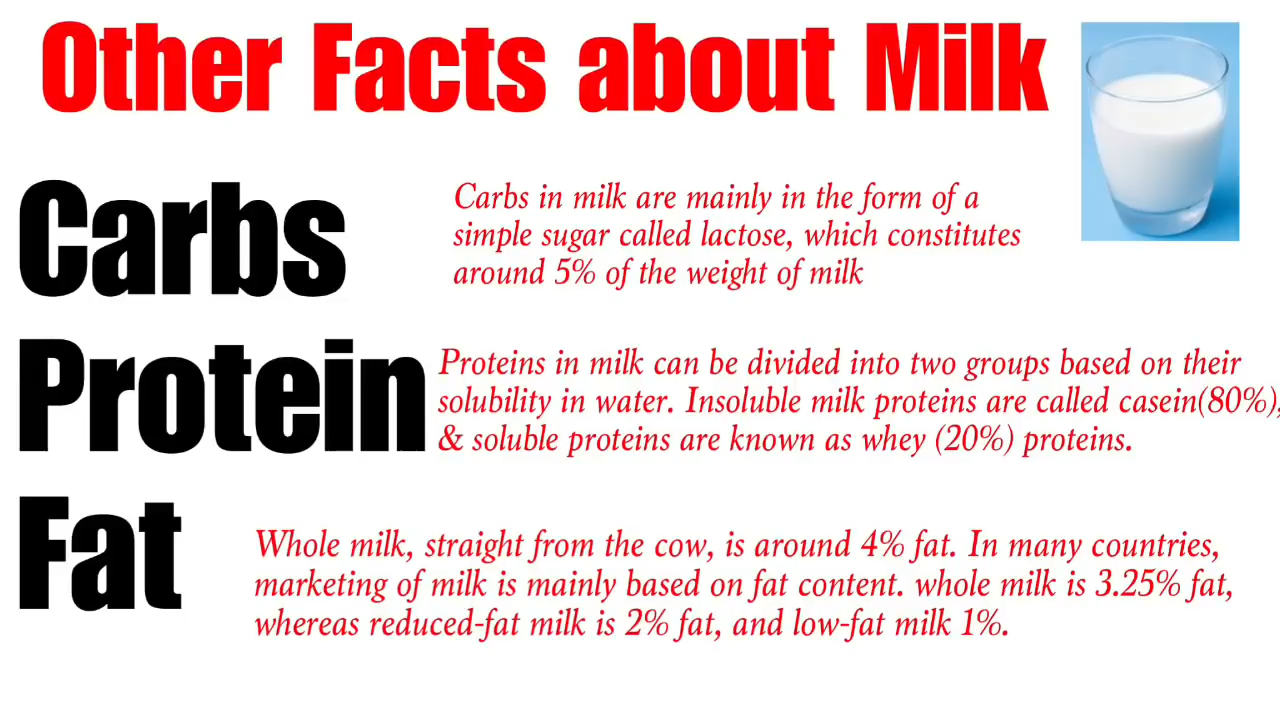 Other Facts about Milk
Carbs
Carbs in milk are mainly in the form of a
simple sugar called lactose, which constitutes
around 5% of the weight of milk
Protein
Proteins in milk can be divided into two groups based on their
solubility in water. Insoluble milk proteins are called casein(80%),
& soluble proteins are known as whey (20%) proteins.
Fat
Whole milk, straight from the cow, is around 4% fat. In many countries,
marketing of milk is mainly based on fat content. whole milk is 3.25% fat,
whereas reduced-fat milk is 2% fat, and low-fat milk 1%.